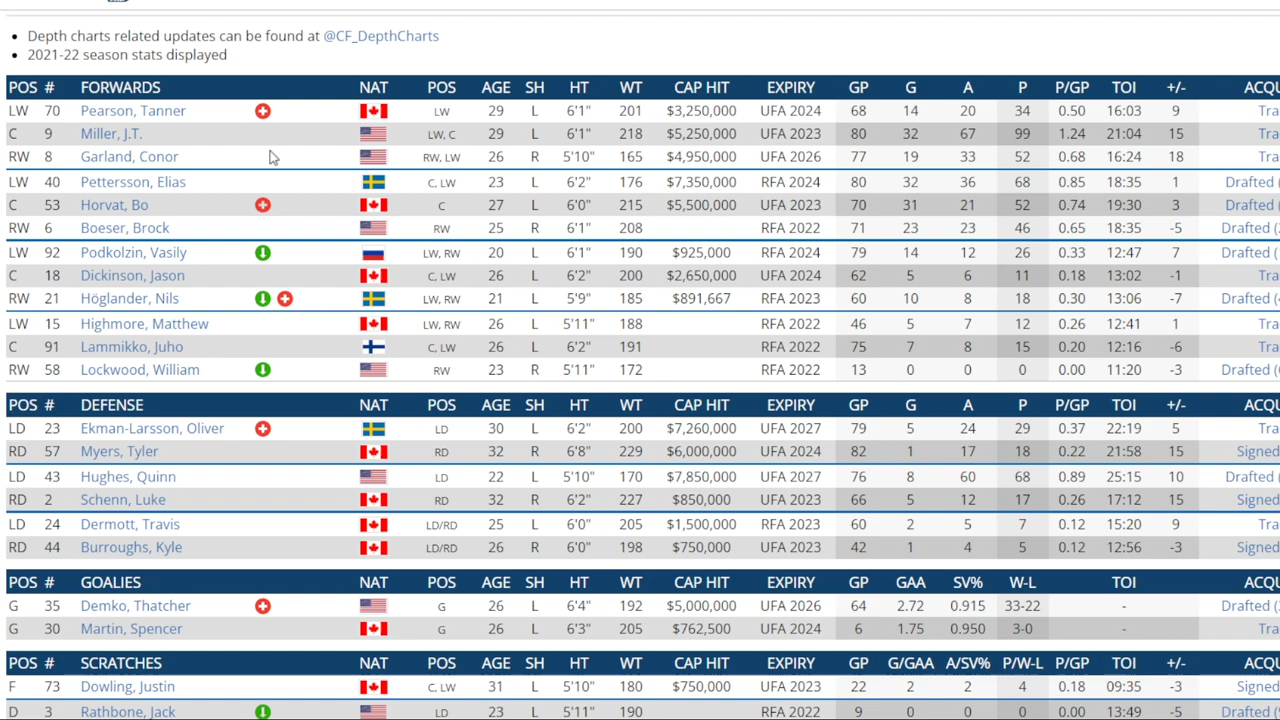 Depth charts related updates can be found at @CF_DepthCharts
2021-22 season stats displayed
POS # FORWARDS NAT POS AGE SH HT WT CAP HIT EXPIRY GP G A P P/GP TOI +/- ACQU
LW 70 Pearson, Tanner LW 29 L 6'1" 201 $3,250,000 UFA 2024 68 14 20 34 0.50 16:03 9 Tra
C 9 Miller, J.T. LW, C 29 L 6'1" 218 $5,250,000 UFA 2023 80 32 67 99 1.24 21:04 15 Tra
RW 8 Garland, Conor RW, LW 26 R 5'10" 165 $4,950,000 UFA 2026 77 19 33 52 0.68 16:24 18 Tra
LW 40 Pettersson, Elias C, LW 23 L 6'2" 176 $7,350,000 RFA 2024 80 32 36 68 0.85 18:35 1 Drafted (
C 53 Horvat, Bo C 27 L 6'0" 215 $5,500,000 UFA 2023 70 31 21 52 0.74 19:30 3 Drafted (
RW 6 Boeser, Brock RW 25 R 6'1" 208 RFA 2022 71 23 23 46 0.65 18:35 -5 Drafted (
LW 92 Podkolzin, Vasily LW, RW 20 L 6'1" 190 $925,000 RFA 2024 79 14 12 26 0.33 12:47 7 Drafted (
C 18 Dickinson, Jason C, LW 26 L 6'2" 200 $2,650,000 UFA 2024 62 5 6 11 0.18 13:02 -1 Tra
RW 21 Höglander, Nils LW, RW 21 L 5'9" 185 $891,667 RFA 2023 60 10 8 18 0.30 13:06 -7 Drafted (
LW 15 Highmore, Matthew LW, RW 26 L 5'11" 188 RFA 2022 46 5 7 12 0.26 12:41 1 Tra
C 91 Lammikko, Juho C, LW 26 L 6'2" 191 RFA 2022 75 7 8 15 0.20 12:16 -6 Tra
RW 58 Lockwood, William RW 23 R 5'11" 172 RFA 2022 13 0 0 0 0.00 11:20 -3 Drafted (
POS # DEFENSE NAT POS AGE SH HT WT CAP HIT EXPIRY GP G A P P/GP TOI +/- ACQU
LD 23 Ekman-Larsson, Oliver LD 30 L 6'2" 200 $7,260,000 UFA 2027 79 5 24 29 0.37 22:19 5 Tra
RD 57 Myers, Tyler RD 32 R 6'8" 229 $6,000,000 UFA 2024 82 1 17 18 0.22 21:58 15 Signed
LD 43 Hughes, Quinn LD 22 L 5'10" 170 $7,850,000 UFA 2027 76 8 60 68 0.89 25:15 10 Drafted
RD 2 Schenn, Luke RD 32 R 6'2" 227 $850,000 UFA 2023 66 5 12 17 0.26 17:12 15 Signed
LD 24 Dermott, Travis LD/RD 25 L 6'0" 205 $1,500,000 RFA 2023 60 2 5 7 0.12 15:20 9 Tra
RD 44 Burroughs, Kyle LD/RD 26 R 6'0" 198 $750,000 UFA 2023 42 1 4 5 0.12 12:56 -3 Signed
POS # GOALIES NAT POS AGE SH HT WT CAP HIT EXPIRY GP GAA SV% W-L TOI ACQU
G 35 Demko, Thatcher G 26 L 6'4" 192 $5,000,000 UFA 2026 64 2.72 0.915 33-22 - Drafted (
G 30 Martin, Spencer G 26 L 6'3" 205 $762,500 UFA 2024 6 1.75 0.950 3-0 - Tra
POS # SCRATCHES NAT POS AGE SH HT WT CAP HIT EXPIRY GP G/GAA A/SV% P/W-L P/GP TOI +/- ACQU
F 73 Dowling, Justin C, LW 31 L 5'10" 180 $750,000 UFA 2023 22 2 2 4 0.18 09:35 -3 Signed
D 3 Rathbone, Jack LD 23 L 5'11" 190 RFA 2022 9 0 0 0 0.00 13:49 -5 Drafted (